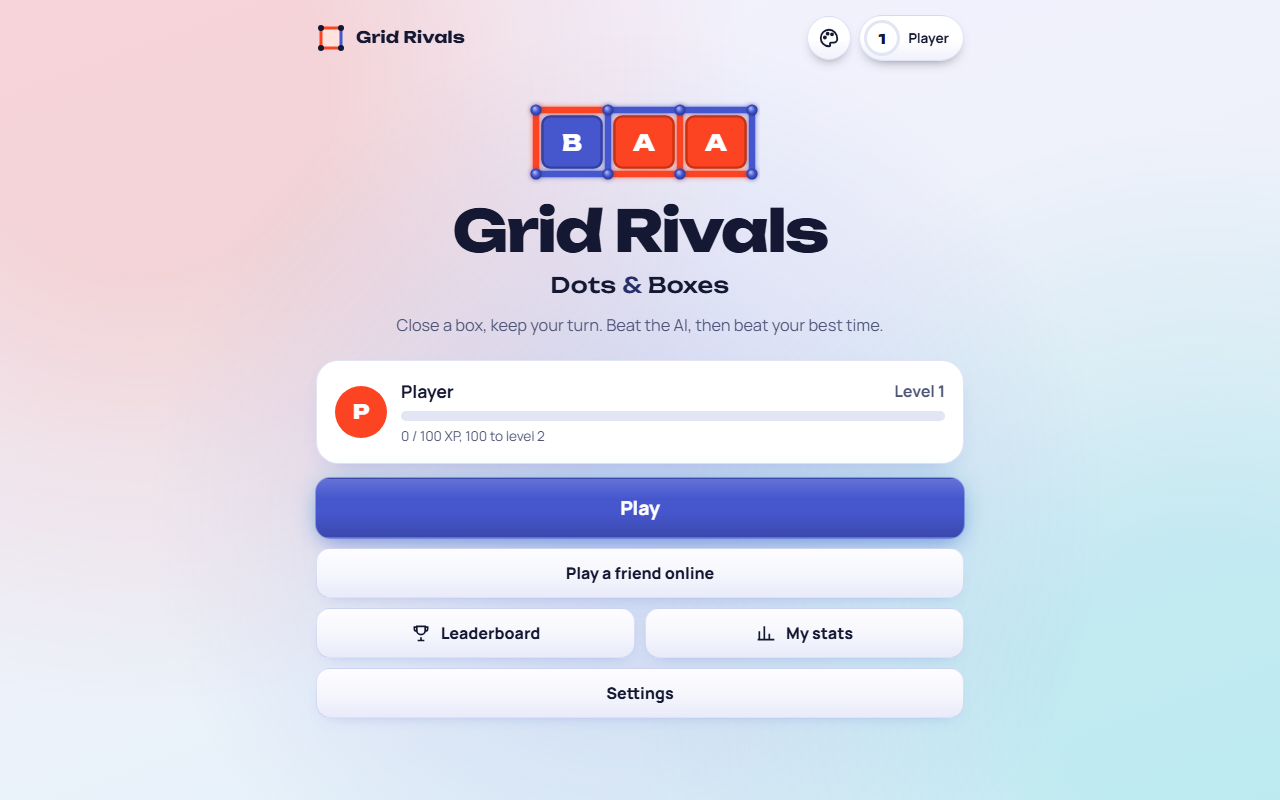 Grid Rivals
1 Player
B A A
Grid Rivals
Dots & Boxes
Close a box, keep your turn. Beat the AI, then beat your best time.
P
Player
Level 1
0 / 100 XP, 100 to level 2
Play
Play a friend online
Leaderboard
My stats
Settings